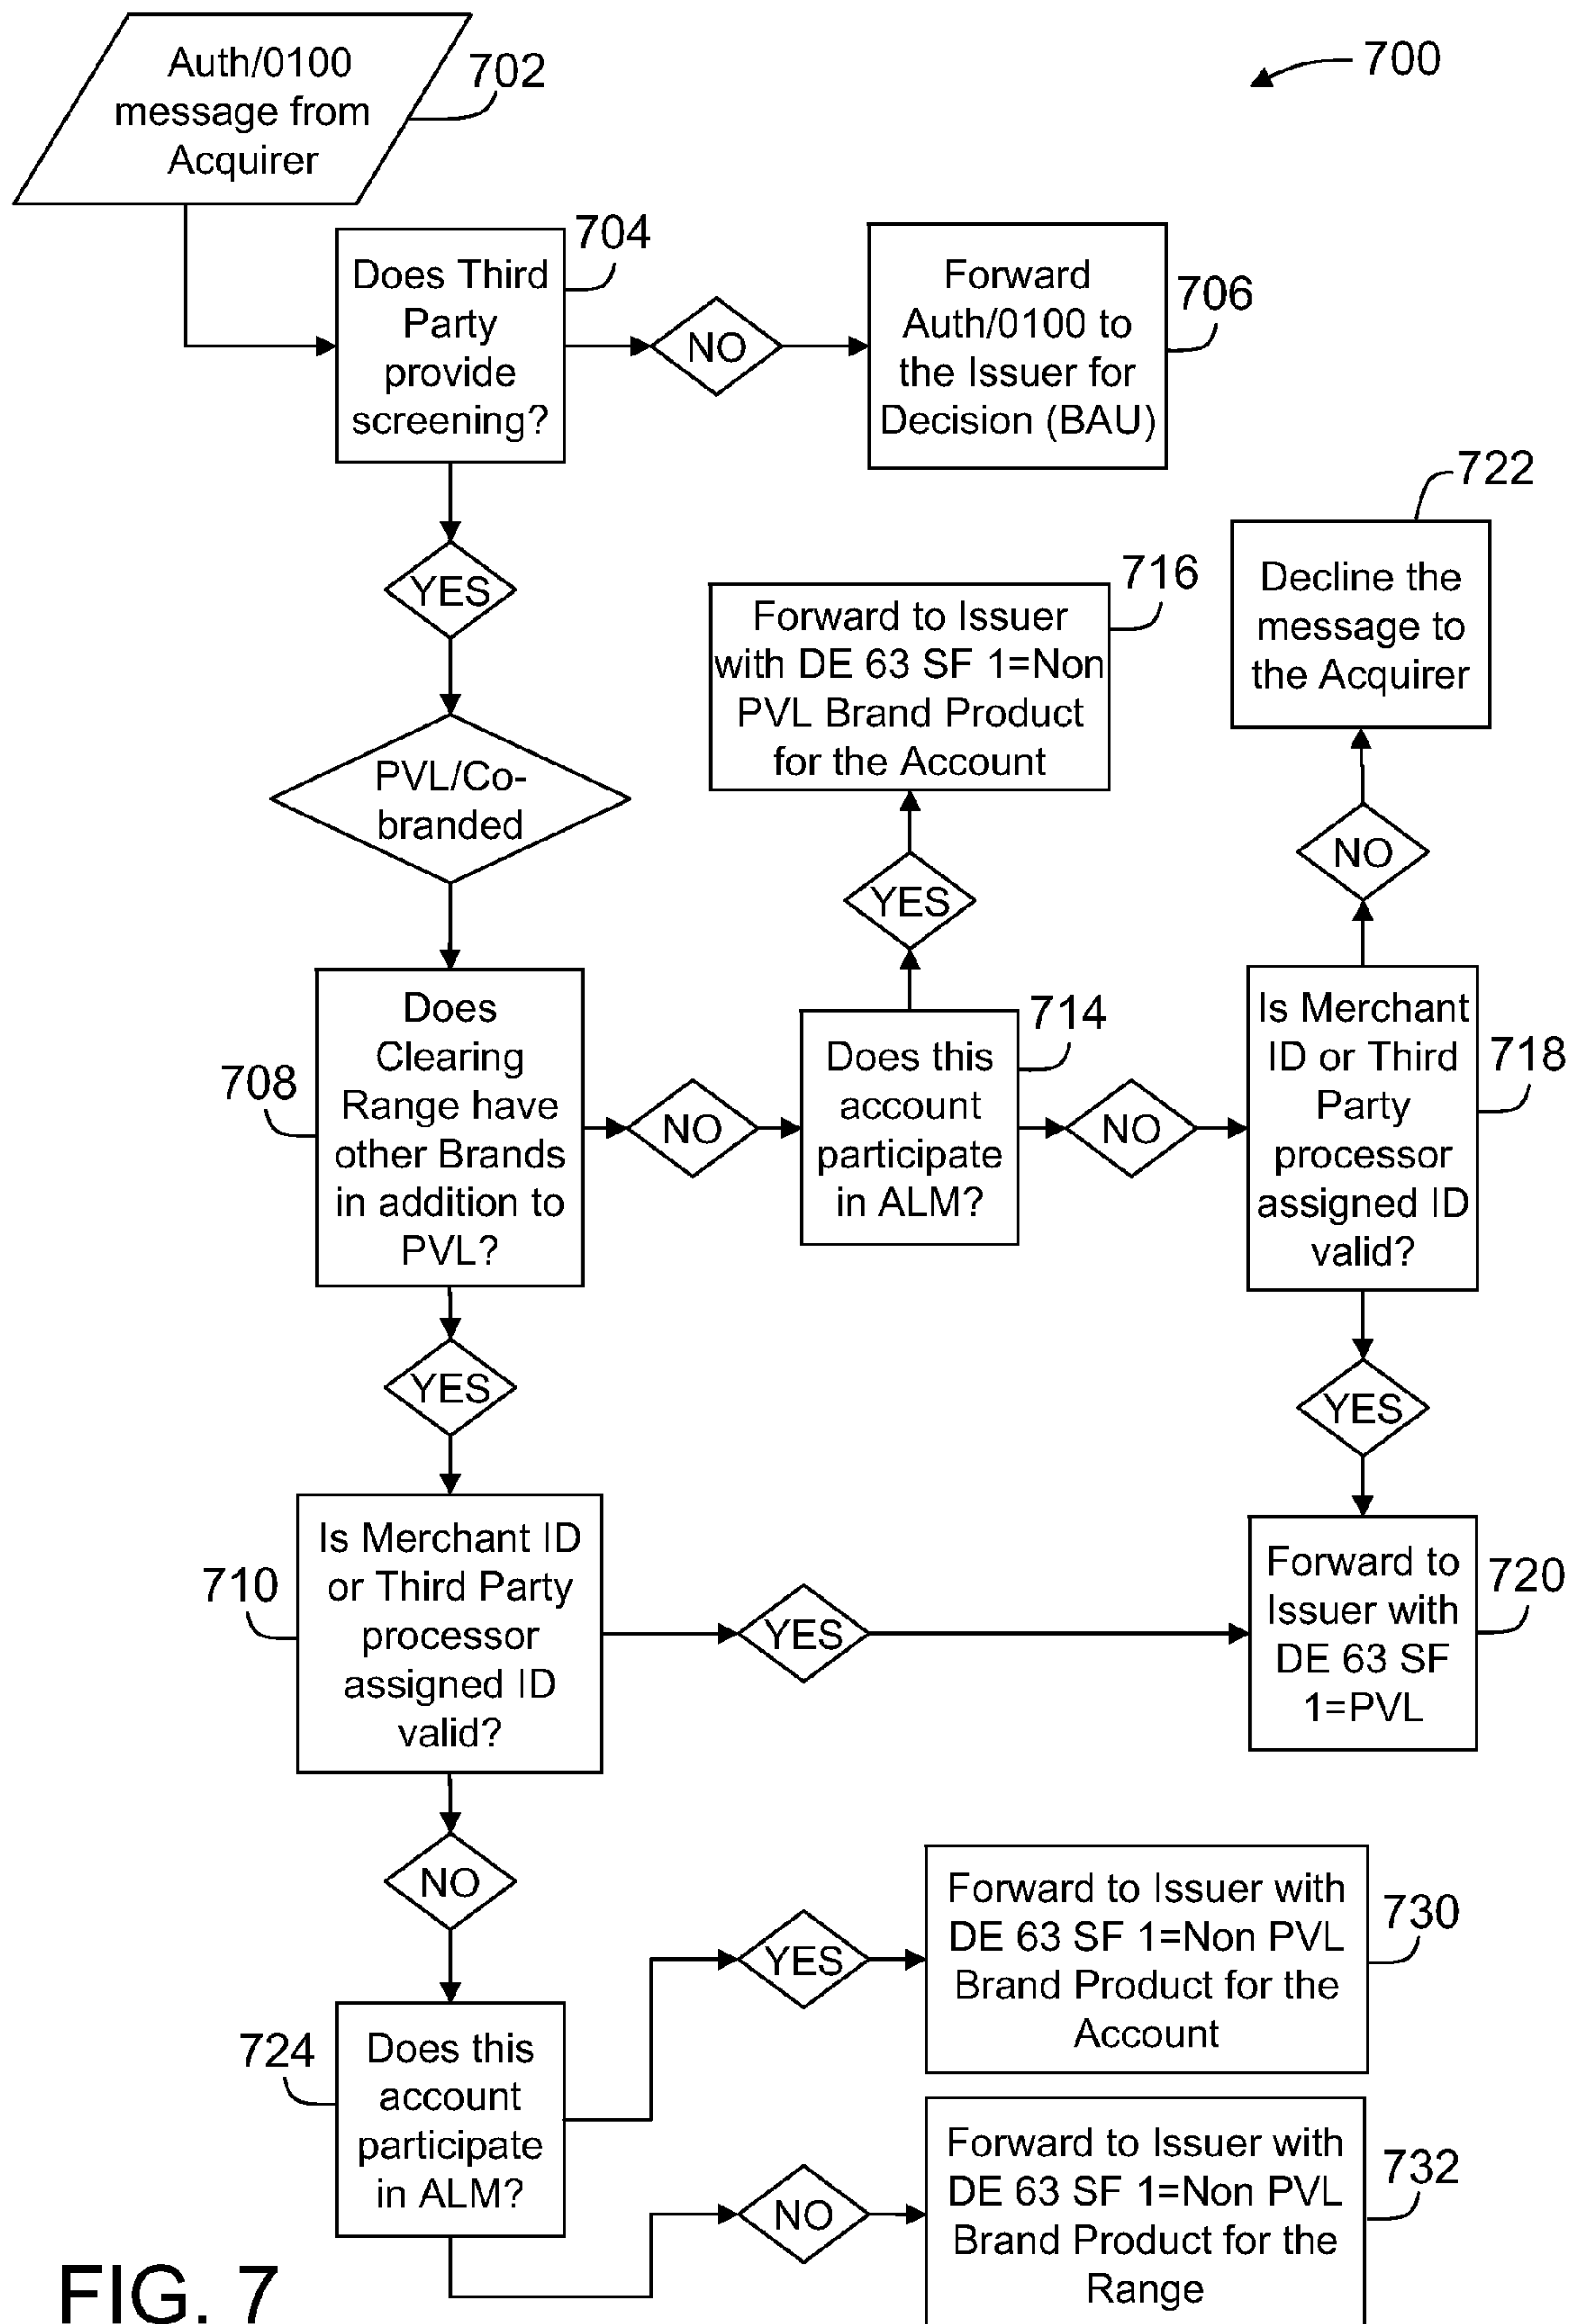 Auth/0100
message from
Acquirer
702
700
Does Third
Party
provide
screening?
704
NO
Forward
Auth/0100 to
the Issuer for
Decision (BAU)
706
YES
PVL/Co-
branded
Does
Clearing
Range have
other Brands
in addition to
PVL?
708
NO
Does this
account
participate
in ALM?
714
YES
Forward to Issuer
with DE 63 SF 1=Non
PVL Brand Product
for the Account
716
NO
Is Merchant
ID or Third
Party
processor
assigned ID
valid?
718
NO
Decline the
message to
the Acquirer
722
YES
Forward to
Issuer with
DE 63 SF
1=PVL
720
YES
Is Merchant ID
or Third Party
processor
assigned ID
valid?
710
YES
NO
Does this
account
participate
in ALM?
724
YES
Forward to Issuer with
DE 63 SF 1=Non PVL
Brand Product for the
Account
730
NO
Forward to Issuer with
DE 63 SF 1=Non PVL
Brand Product for the
Range
732
FIG. 7